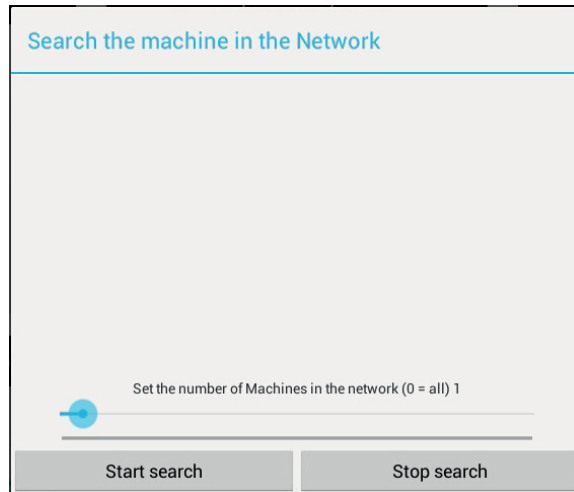 Search the machine in the Network
Set the number of Machines in the network (0 = all) 1
Start search
Stop search